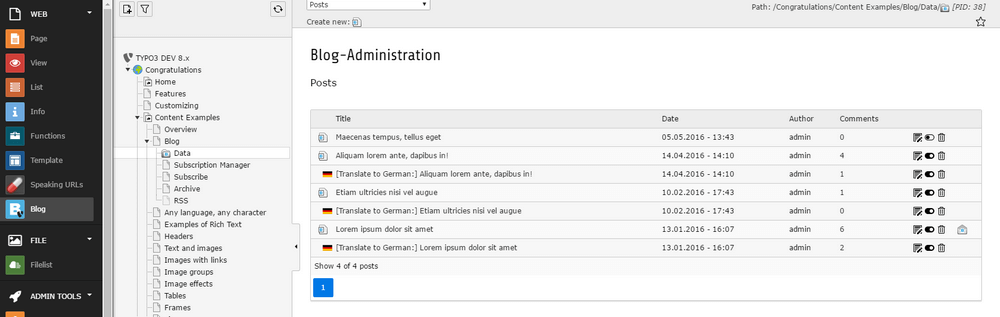 WEB
Page
View
List
Info
Functions
Template
Speaking URLs
Blog
FILE
Filelist
ADMIN TOOLS
TYPO3 DEV 8.x
Congratulations
Home
Features
Customizing
Content Examples
Overview
Blog
Data
Subscription Manager
Subscribe
Archive
RSS
Any language, any character
Examples of Rich Text
Headers
Text and images
Images with links
Image groups
Image effects
Tables
Frames
Posts
Path: /Congratulations/Content Examples/Blog/Data/ [PID: 38]
Create new:
Blog-Administration
Posts
Title Date Author Comments
Maecenas tempus, tellus eget 05.05.2016 - 13:43 admin 0
Aliquam lorem ante, dapibus in! 14.04.2016 - 14:10 admin 4
[Translate to German:] Aliquam lorem ante, dapibus in! 14.04.2016 - 14:10 admin 1
Etiam ultricies nisi vel augue 10.02.2016 - 17:43 admin 1
[Translate to German:] Etiam ultricies nisi vel augue 10.02.2016 - 17:43 admin 0
Lorem ipsum dolor sit amet 13.01.2016 - 16:07 admin 6
[Translate to German:] Lorem ipsum dolor sit amet 13.01.2016 - 16:07 admin 2
Show 4 of 4 posts
1